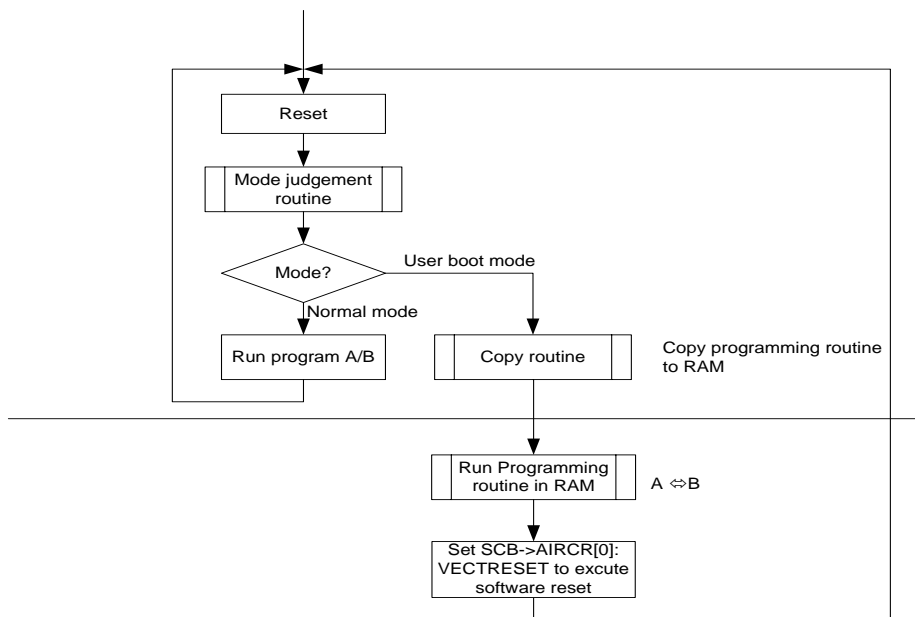 Reset
Mode judgement
routine
Mode?
User boot mode
Normal mode
Run program A/B
Copy routine
Copy programming routine
to RAM
Run Programming
routine in RAM
A ⇔B
Set SCB->AIRCR[0]:
VECTRESET to excute
software reset